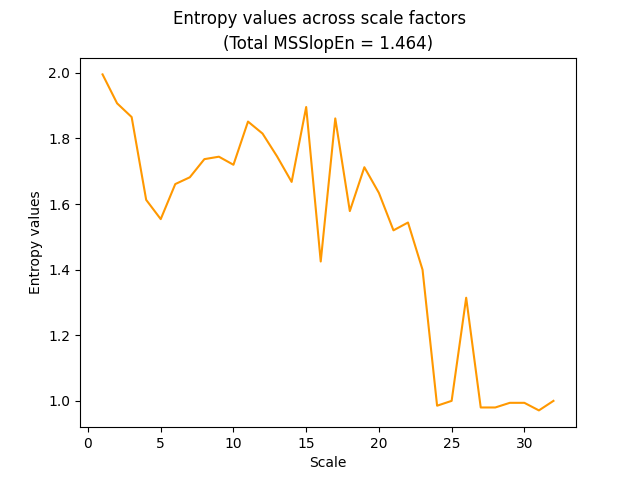 Entropy values across scale factors
(Total MSSlopEn = 1.464)
2.0
1.8
1.6
1.4
1.2
1.0
Entropy values
0 5 10 15 20 25 30
Scale